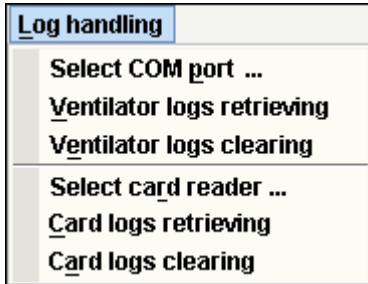 Log handling
Select COM port ...
Ventilator logs retrieving
Ventilator logs clearing
Select card reader ...
Card logs retrieving
Card logs clearing